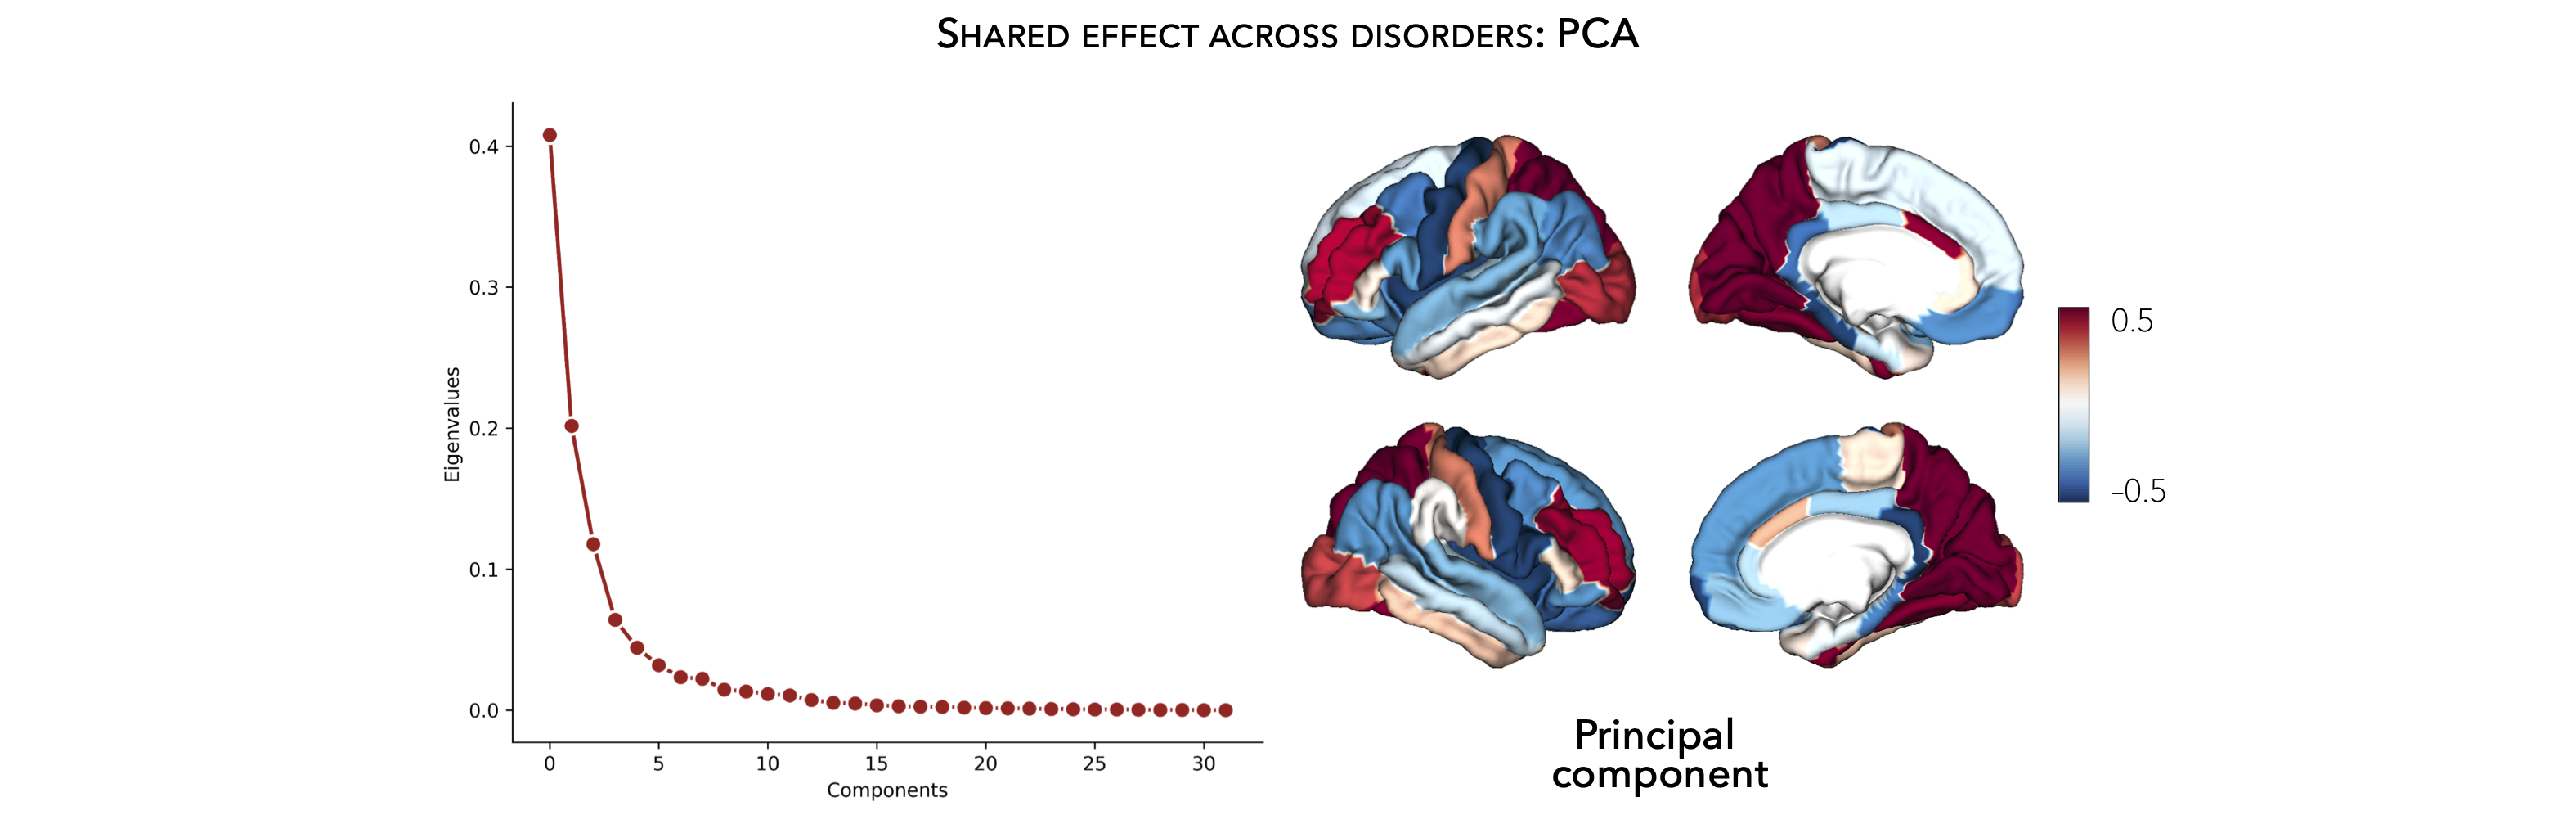 SHARED EFFECT ACROSS DISORDERS: PCA
Eigenvalues
0.4
0.3
0.2
0.1
0.0
0 5 10 15 20 25 30
Components
0.5
–0.5
Principal
component